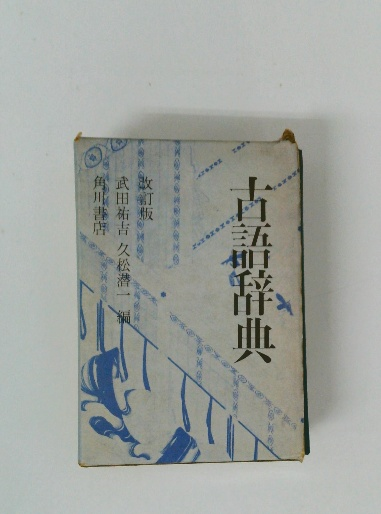 古語辞典
改訂版
武田祐吉 久松潜一 編
角川書店